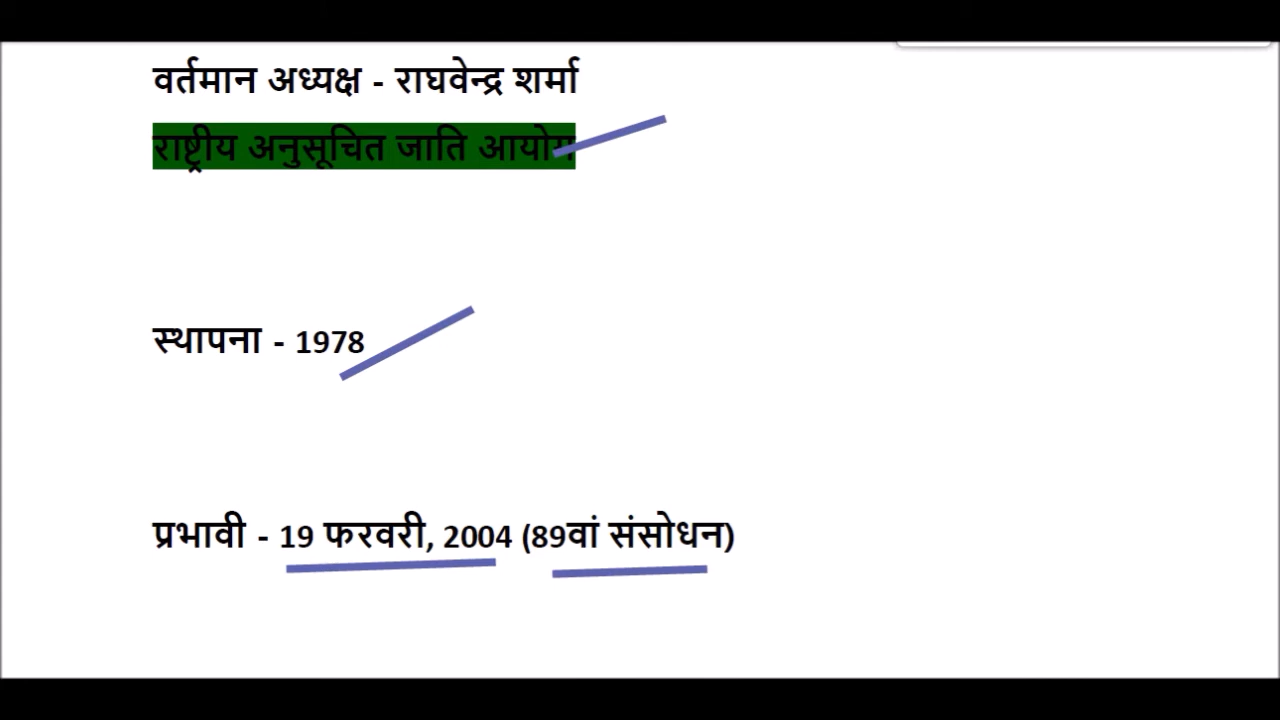 वर्तमान अध्यक्ष - राघवेन्द्र शर्मा
राष्ट्रीय अनुसूचित जाति आयोग
स्थापना - 1978
प्रभावी - 19 फरवरी, 2004 (89वां संसोधन)